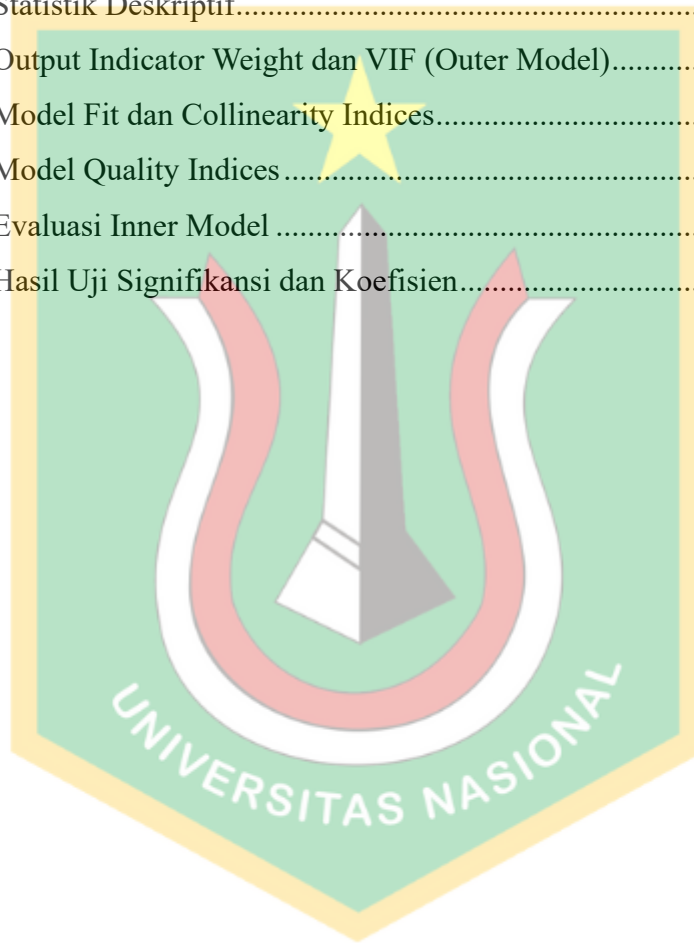 Statistik Deskriptif..........................................................
Output Indicator Weight dan VIF (Outer Model)...........
Model Fit dan Collinearity Indices.................................
Model Quality Indices....................................................
Evaluasi Inner Model .....................................................
Hasil Uji Signifikansi dan Koefisien..............................
UNIVERSITAS NASIONAL